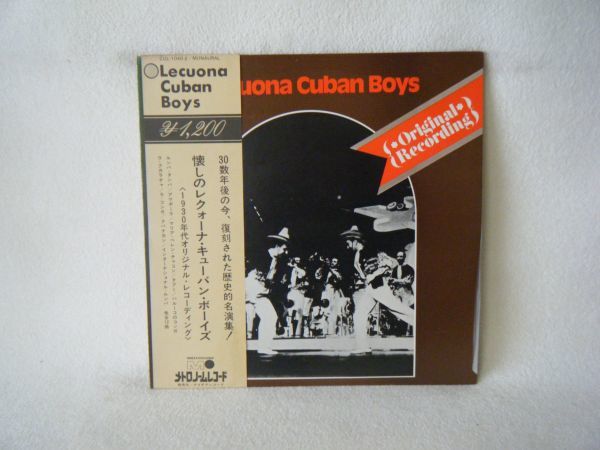 MONAURAL
Lecuona
Cuban
Boys
¥1,200
30数年後の今、復刻された歴史的名演集!
懐しのレクォーナ・キューバン・ボーイズ
<1930年代オリジナル・レコーディング>
メトロノームレコード
uona Cuban Boys
Original
Recording